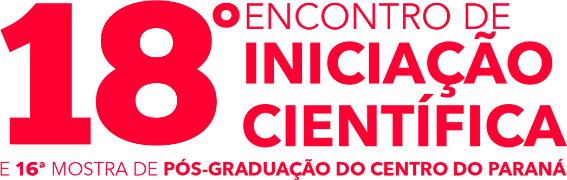 18º ENCONTRO DE
INICIAÇÃO
CIENTÍFICA
E 16ª MOSTRA DE PÓS-GRADUAÇÃO DO CENTRO DO PARANÁ